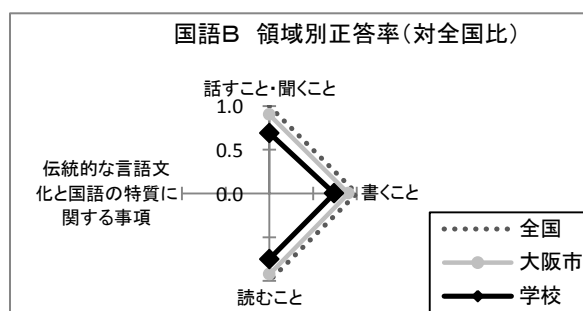 国語B 領域別正答率(対全国比)
話すこと・聞くこと
1.0
0.5
0.0
伝統的な言語文
化と国語の特質に
関する事項
書くこと
読むこと
全国
大阪市
学校